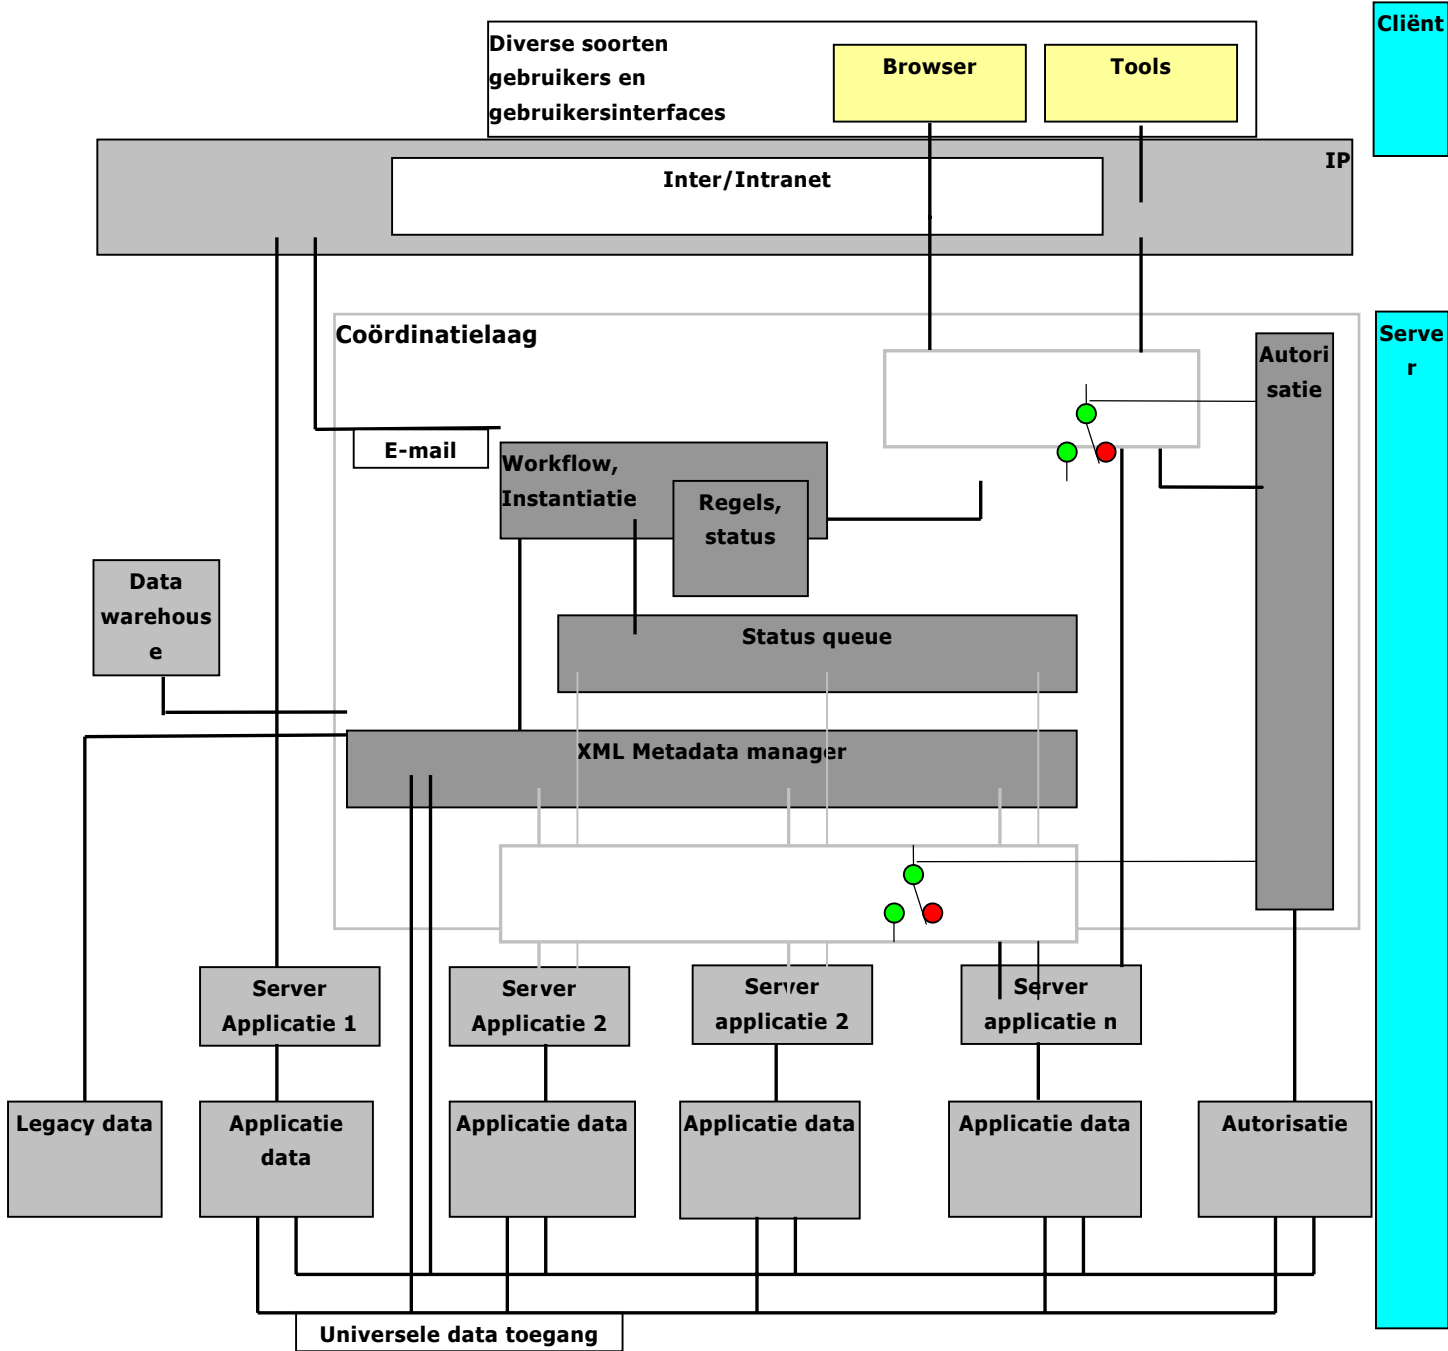 Cliënt
Diverse soorten
gebruikers en
gebruikersinterfaces
Browser
Tools
IP
Inter/Intranet
Coördinatielaag
Serve
r
Autori
satie
E-mail
Workflow,
Instantiatie
Regels,
status
Data
warehous
e
Status queue
XML Metadata manager
Server
Applicatie 1
Server
Applicatie 2
Server
applicatie 2
Server
applicatie n
Legacy data
Applicatie
data
Applicatie data
Applicatie data
Applicatie data
Autorisatie
Universele data toegang